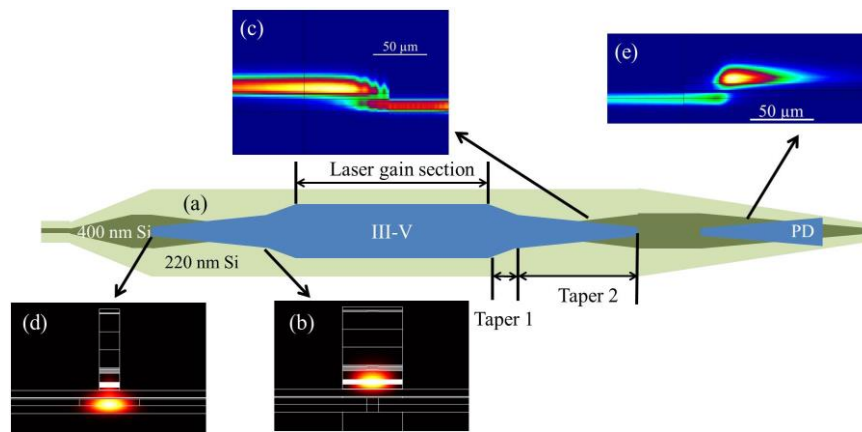 (c)
50 µm
(e)
50 µm
Laser gain section
(a)
400 nm Si
III-V
PD
220 nm Si
Taper 1
Taper 2
(d)
(b)